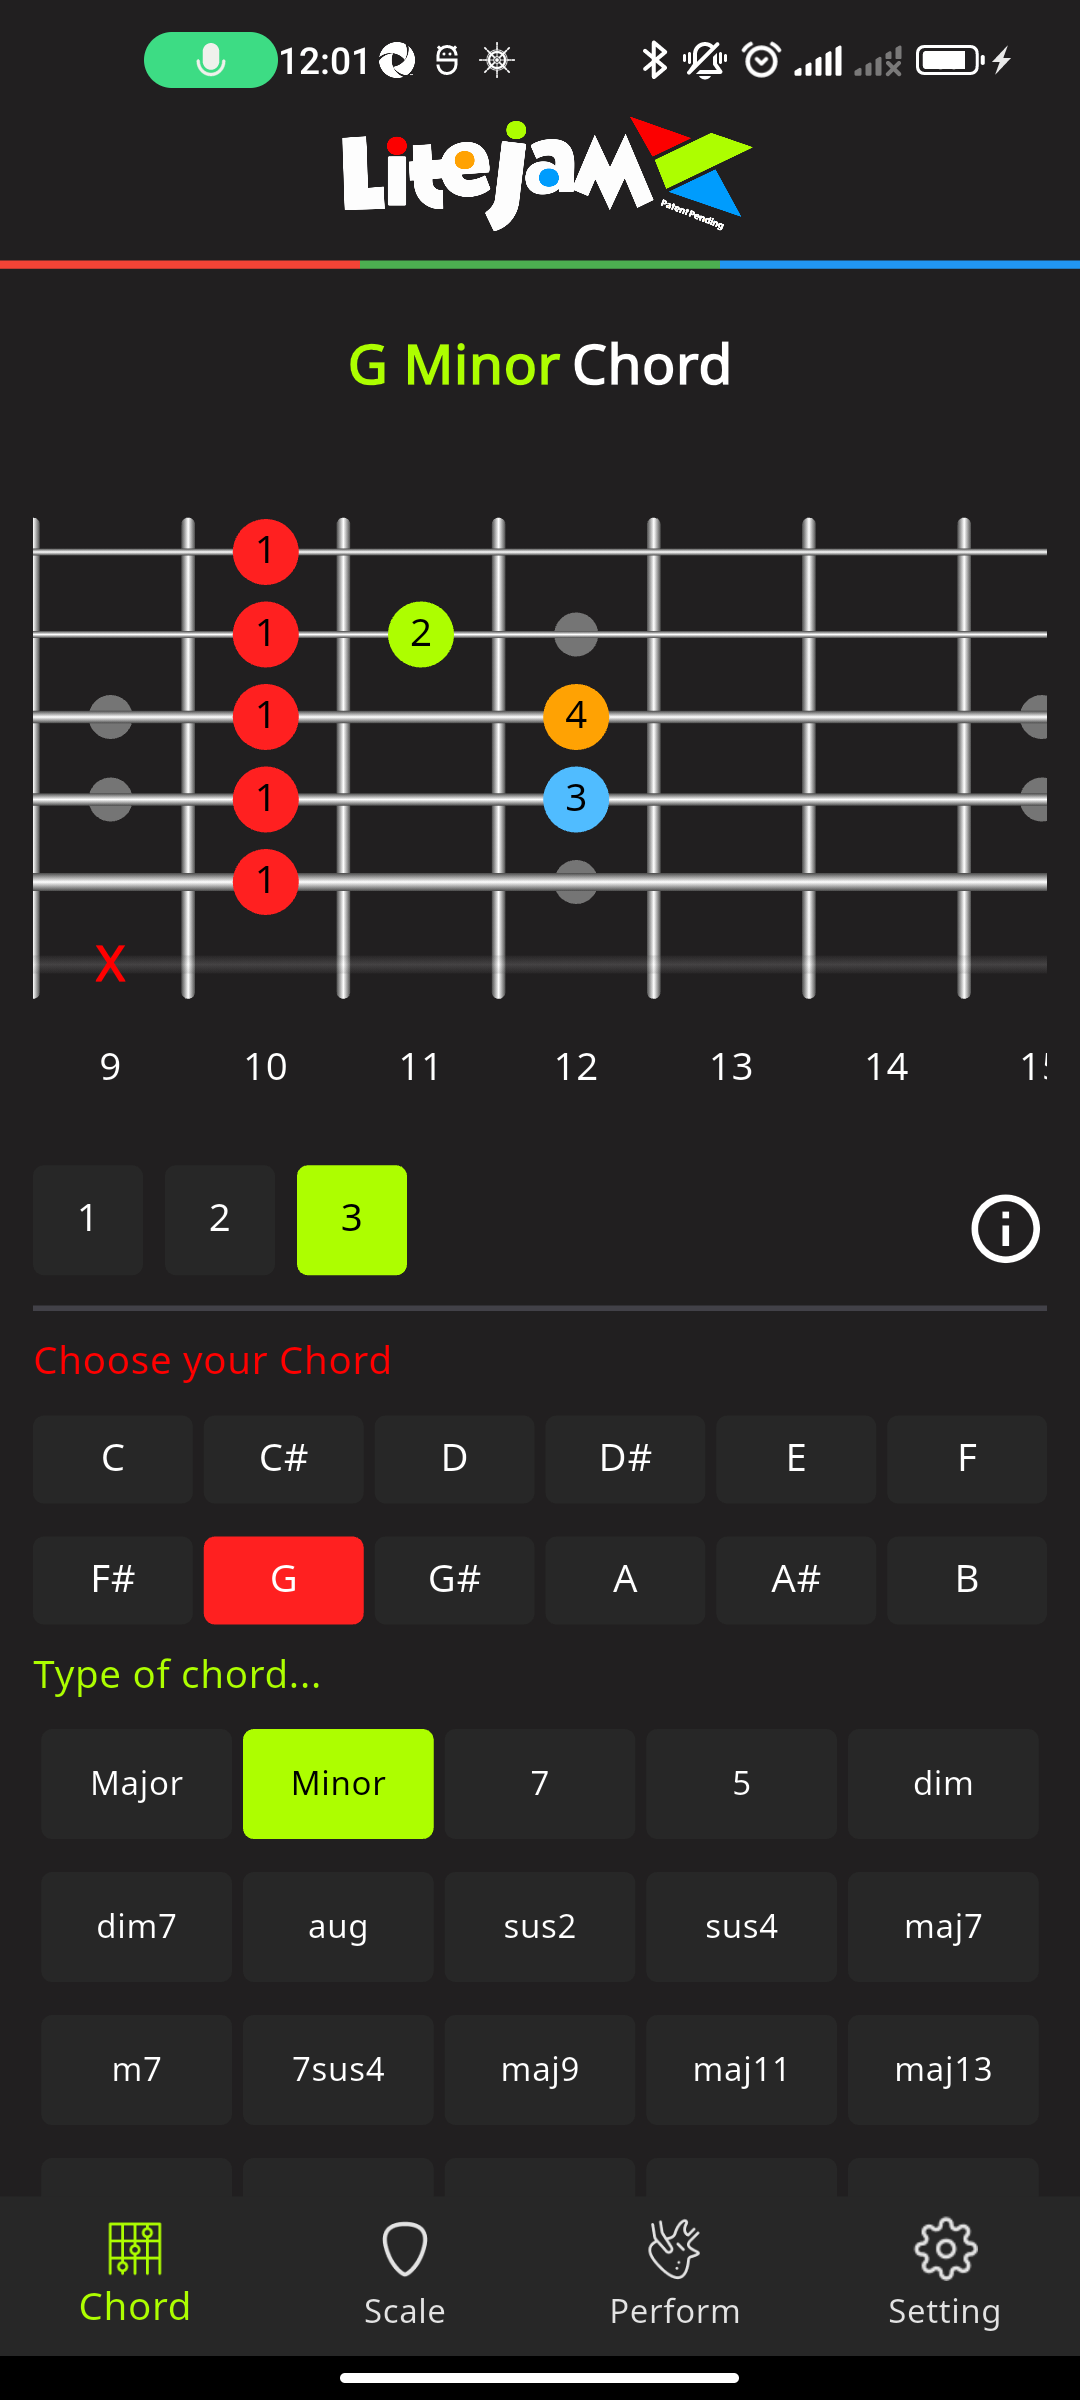 12:01
LiteJam
Patent Pending
G Minor Chord
1
1 2
1 4
1 3
1
X
9 10 11 12 13 14
1 2 3
Choose your Chord
C C# D D# E F
F# G G# A A# B
Type of chord...
Major Minor 7 5 dim
dim7 aug sus2 sus4 maj7
m7 7sus4 maj9 maj11 maj13
Chord Scale Perform Setting